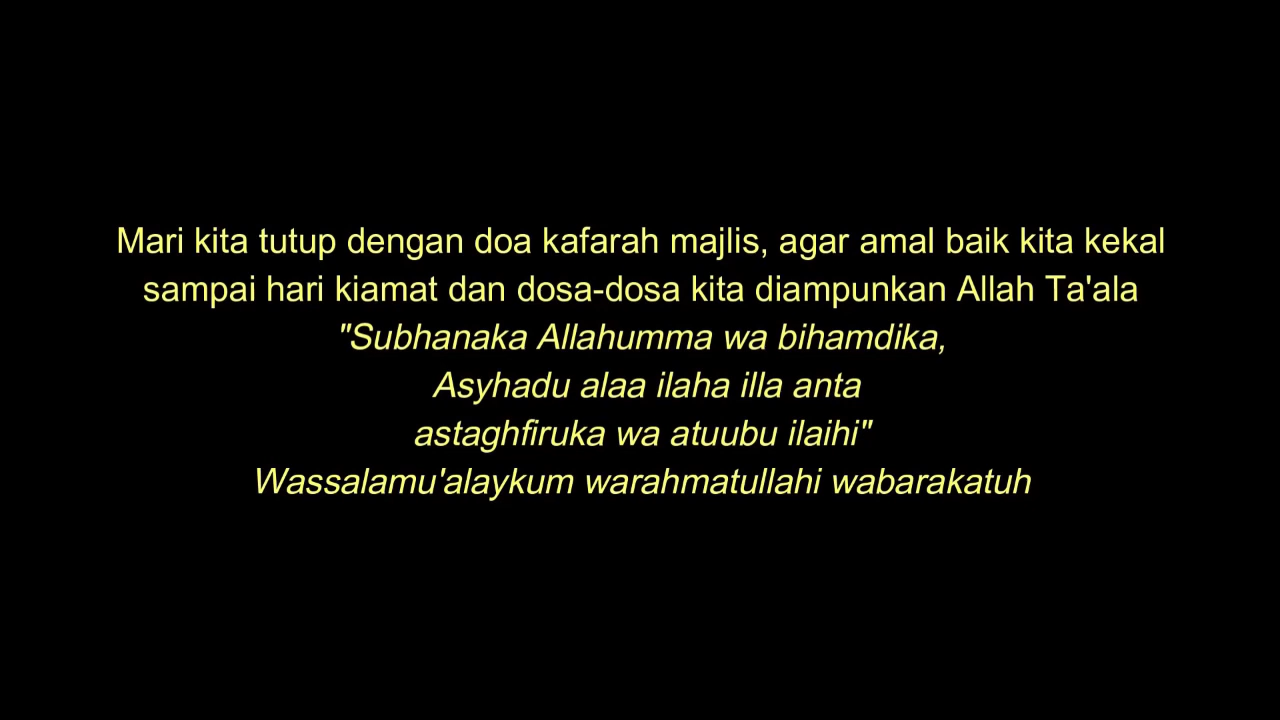 Mari kita tutup dengan doa kafarah majlis, agar amal baik kita kekal
sampai hari kiamat dan dosa-dosa kita diampunkan Allah Ta'ala
"Subhanaka Allahumma wa bihamdika,
Asyhadu alaa ilaha illa anta
astaghfiruka wa atuubu ilaihi"
Wassalamu'alaykum warahmatullahi wabarakatuh